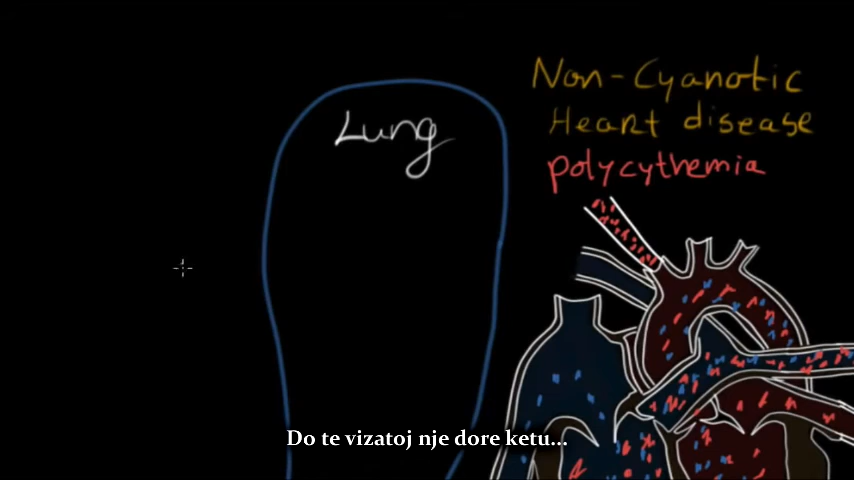 Non-Cyanotic
Heart disease
polycythemia
Lung
Do te vizatoj nje dore ketu...